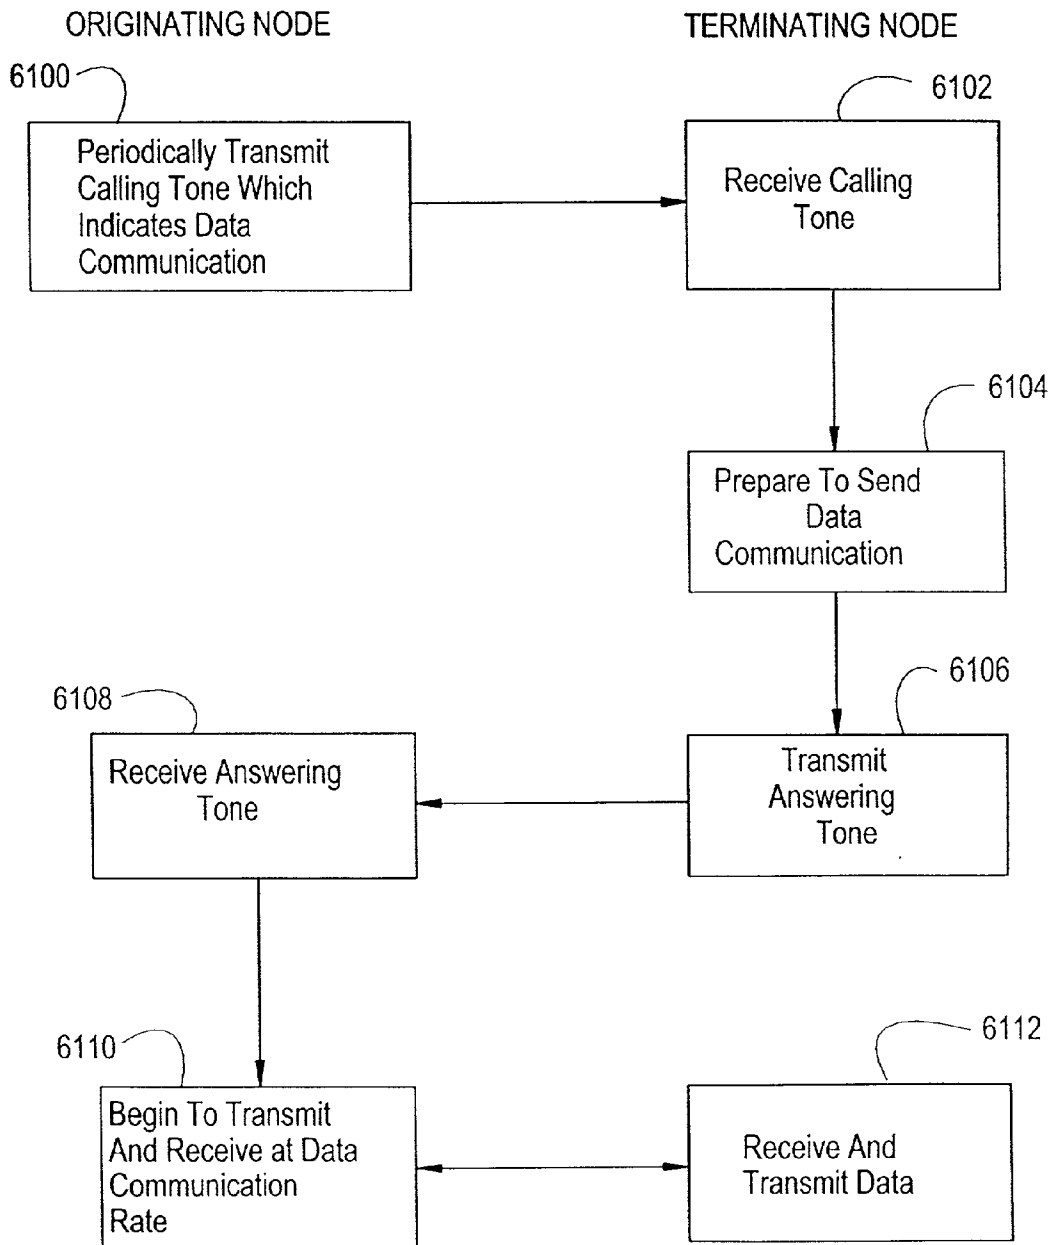 ORIGINATING NODE
TERMINATING NODE
6100
6102
Periodically Transmit
Calling Tone Which
Indicates Data
Communication
Receive Calling
Tone
6104
Prepare To Send
Data
Communication
6106
6108
Transmit
Answering
Tone
Receive Answering
Tone
6110
6112
Begin To Transmit
And Receive at Data
Communication
Rate
Receive And
Transmit Data